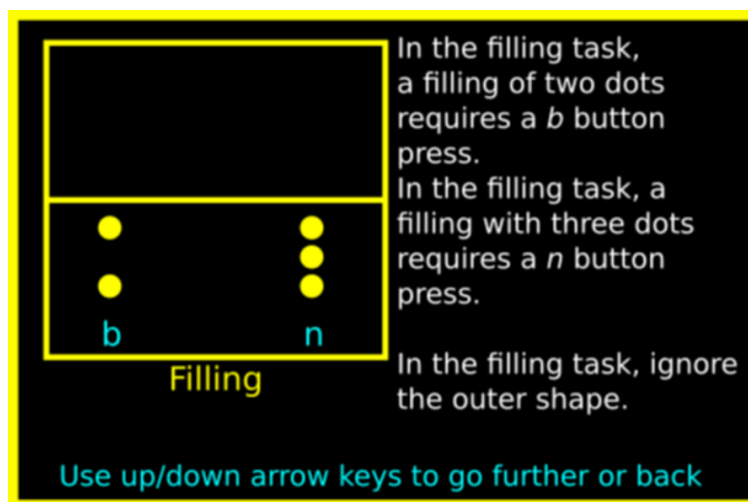 In the filling task,
a filling of two dots
requires a b button
press.
In the filling task, a
filling with three dots
requires a n button
press.
b n
Filling
In the filling task, ignore
the outer shape.
Use up/down arrow keys to go further or back